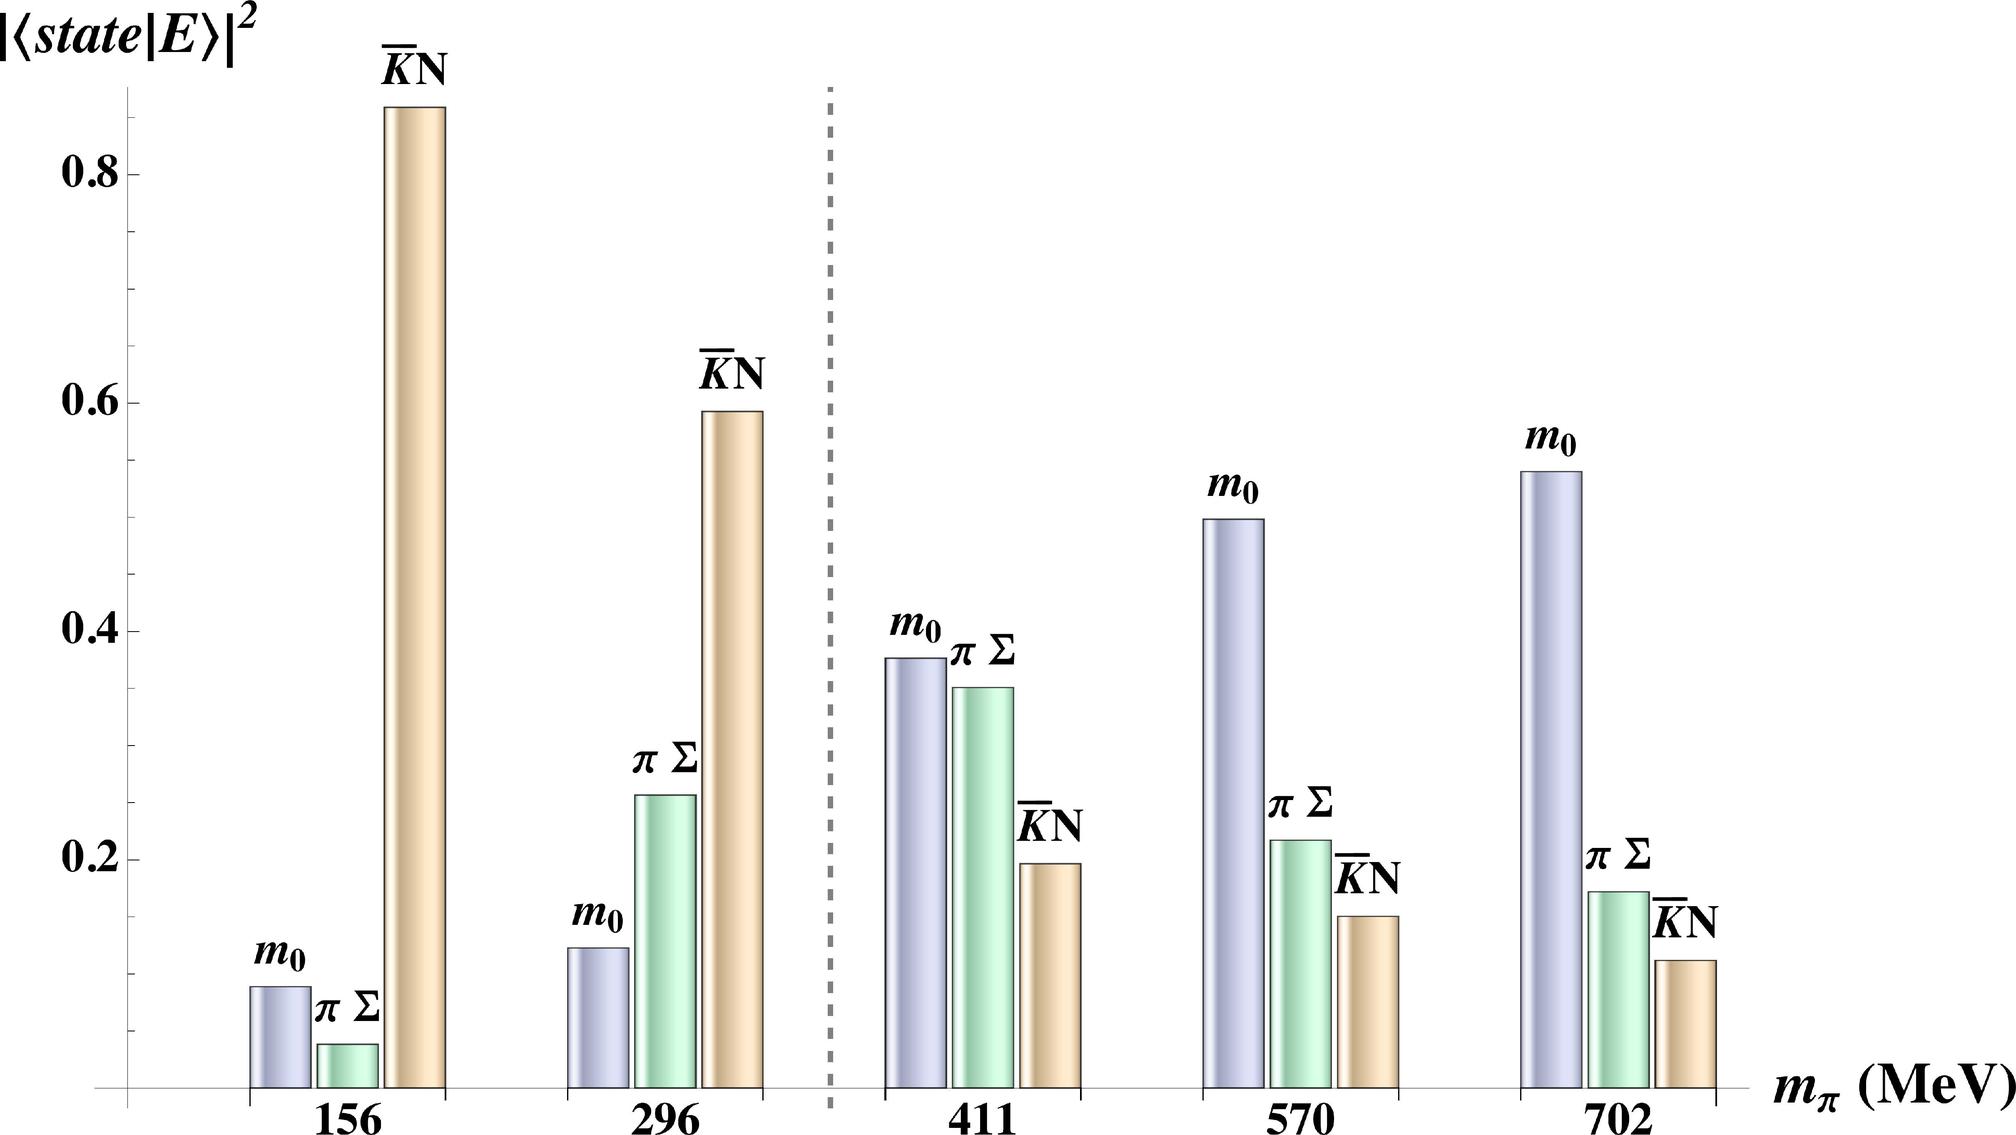 |⟨state|E⟩|²
K̅N
0.8
0.6
0.4
0.2
m₀
π Σ
K̅N
m₀
π Σ
m₀
π Σ
K̅N
m₀
π Σ
K̅N
m₀
π Σ
K̅N
156
296
411
570
702
mπ (MeV)